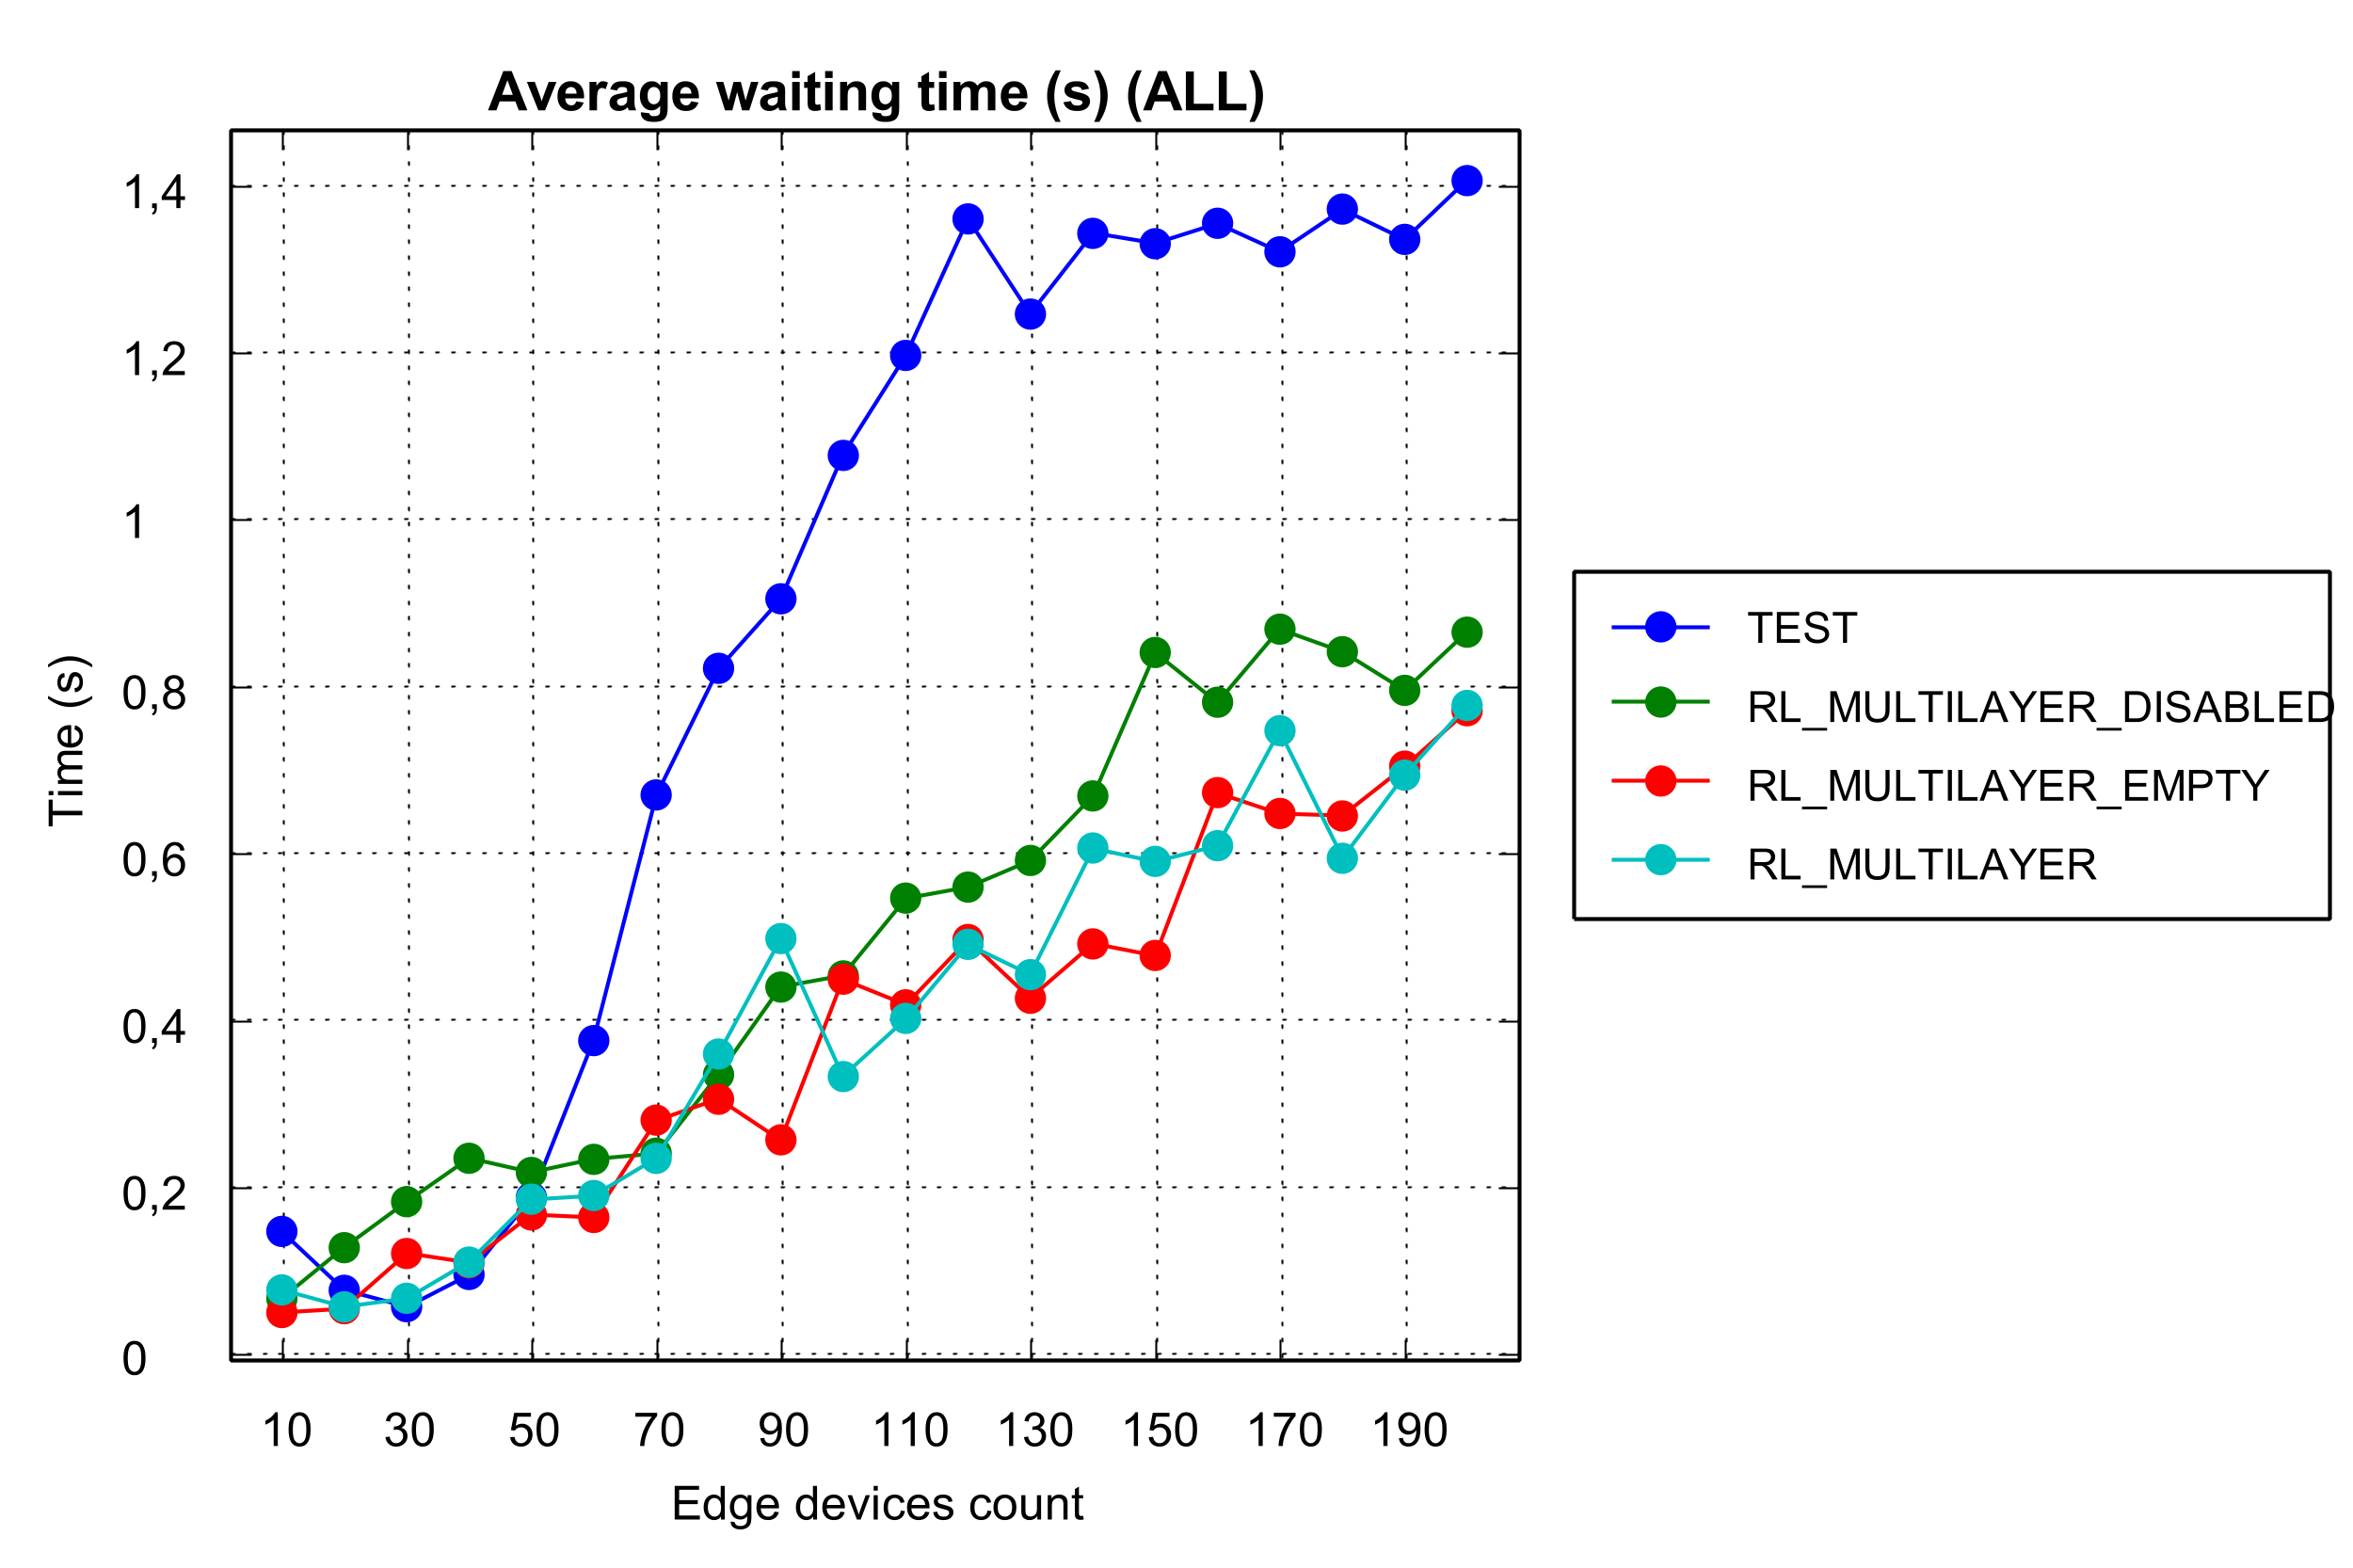 Average waiting time (s) (ALL)
1,4
1,2
1
0,8
0,6
0,4
0,2
0
Time (s)
10 30 50 70 90 110 130 150 170 190
Edge devices count
TEST
RL_MULTILAYER_DISABLED
RL_MULTILAYER_EMPTY
RL_MULTILAYER